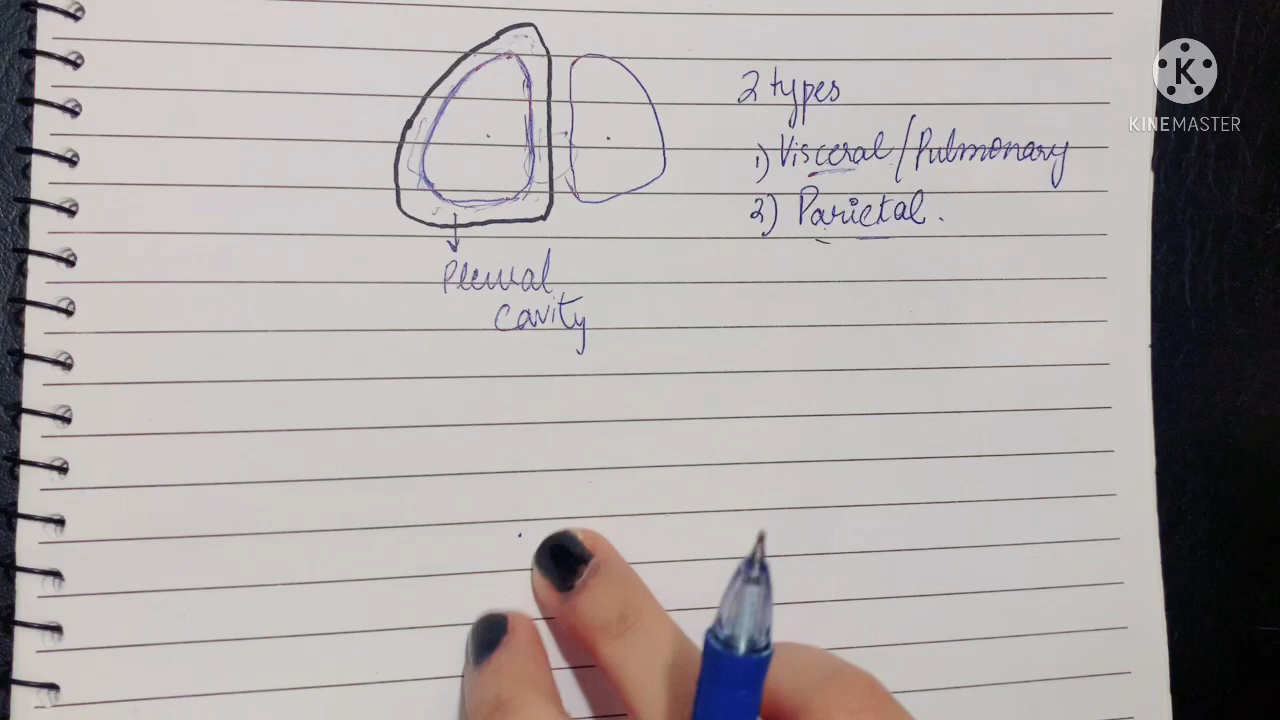 2 types
1) Visceral/Pulmonary
2) Parietal.
Pleural
cavity
K
KINEMASTER